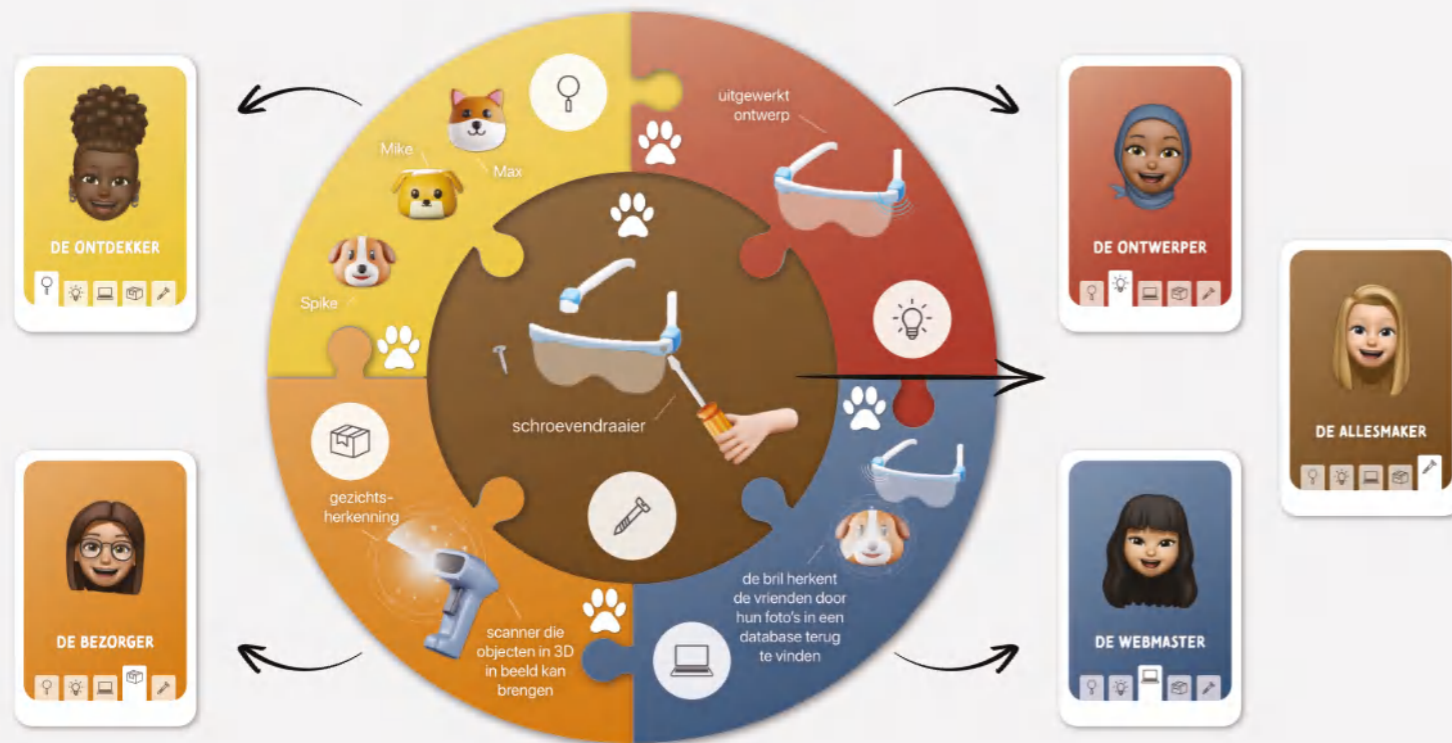 DE ONTDEKKER
Mike
Max
Spike
uitgewerkt
ontwerp
DE ONTWERPER
schroevendraaier
DE ALLESMAKER
gezichts-
herkenning
scanner die
objecten in 3D
in beeld kan
brengen
DE BEZORGER
de bril herkent
de vrienden door
hun foto's in een
database terug
te vinden
DE WEBMASTER